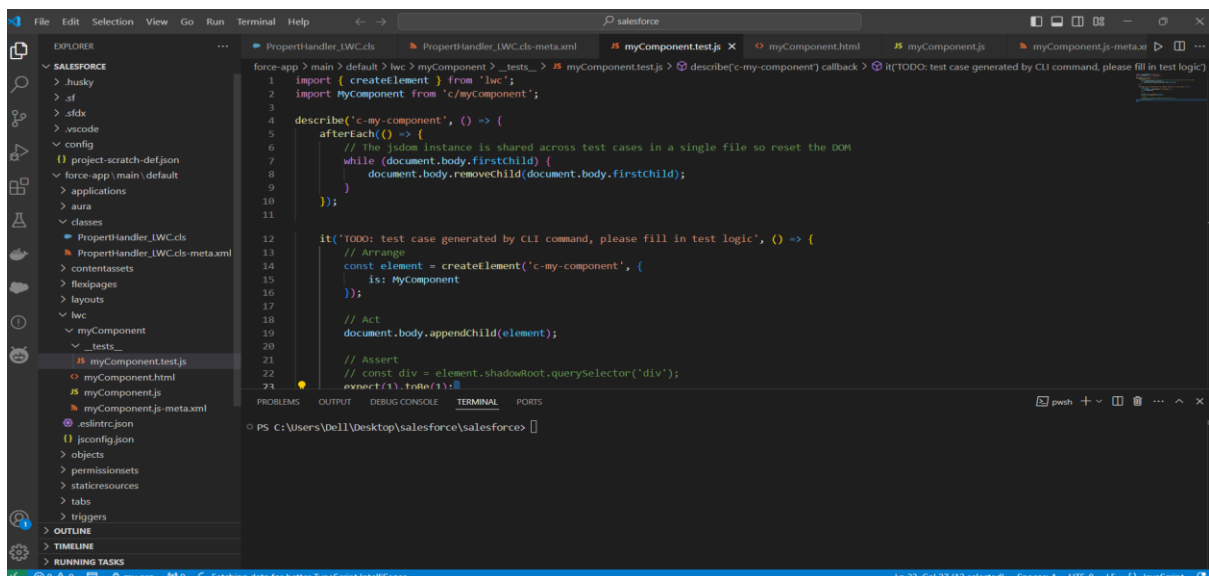 File Edit Selection View Go Run Terminal Help
salesforce
EXPLORER
SALESFORCE
> .husky
> .sf
> .sfdx
> .vscode
config
{} project-scratch-def.json
force-app\main\default
> applications
> aura
classes
PropertHandler_LWC.cls
PropertHandler_LWC.cls-meta.xml
> contentassets
> flexipages
> layouts
lwc
myComponent
__tests__
JS myComponent.test.js
<> myComponent.html
JS myComponent.js
myComponent.js-meta.xml
.eslintrc.json
{} jsconfig.json
> objects
> permissionsets
> staticresources
> tabs
> triggers
> OUTLINE
> TIMELINE
> RUNNING TASKS
PropertHandler_LWC.cls PropertHandler_LWC.cls-meta.xml JS myComponent.test.js <> myComponent.html JS myComponent.js myComponent.js-meta.xml
force-app > main > default > lwc > myComponent > __tests__ > JS myComponent.test.js > describe('c-my-component') callback > it('TODO: test case generated by CLI command, please fill in test logic')
1 import { createElement } from 'lwc';
2 import MyComponent from 'c/myComponent';
3
4 describe('c-my-component', () => {
5 afterEach(() => {
6 // The jsdom instance is shared across test cases in a single file so reset the DOM
7 while (document.body.firstChild) {
8 document.body.removeChild(document.body.firstChild);
9 }
10 });
11
12 it('TODO: test case generated by CLI command, please fill in test logic', () => {
13 // Arrange
14 const element = createElement('c-my-component', {
15 is: MyComponent
16 });
17
18 // Act
19 document.body.appendChild(element);
20
21 // Assert
22 // const div = element.shadowRoot.querySelector('div');
23 expect(1).toBe(1);
PROBLEMS OUTPUT DEBUG CONSOLE TERMINAL PORTS
pwsh
PS C:\Users\Dell\Desktop\salesforce\salesforce>
1